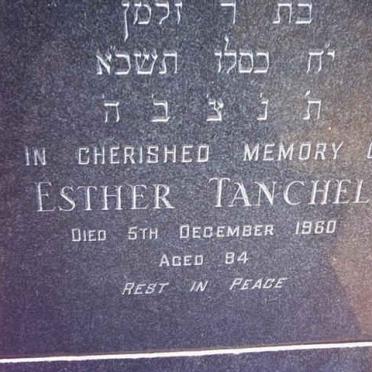 בת ר׳ זלמן
י׳ח כסלו תשכ׳א
ת׳ נ׳ צ׳ ב׳ ה׳
IN CHERISHED MEMORY
ESTHER TANCHEL
DIED 5TH DECEMBER 1960
AGED 84
REST IN PEACE